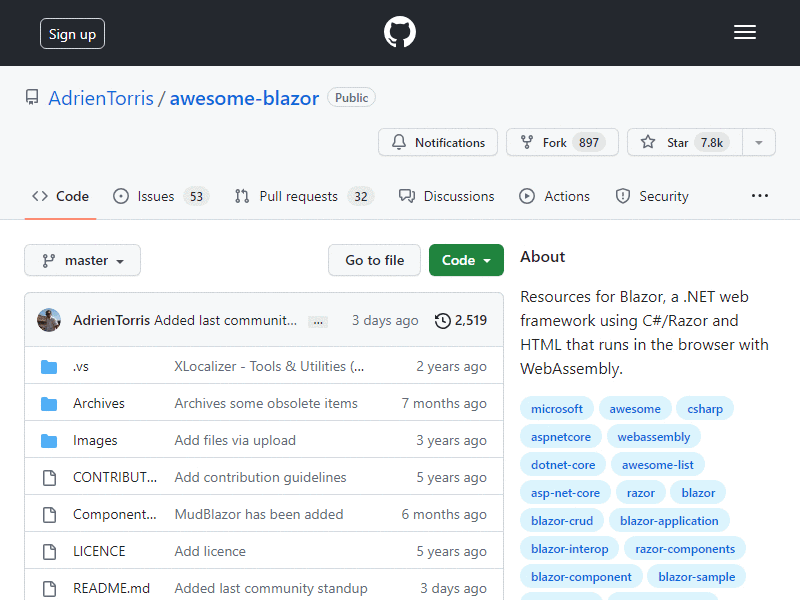 Sign up
AdrienTorris / awesome-blazor Public
Notifications Fork 897 Star 7.8k
Code Issues 53 Pull requests 32 Discussions Actions Security ...
master Go to file Code
AdrienTorris Added last communit... ... 3 days ago 2,519
.vs XLocalizer - Tools & Utilities (... 2 years ago
Archives Archives some obsolete items 7 months ago
Images Add files via upload 3 years ago
CONTRIBUT... Add contribution guidelines 5 years ago
Component... MudBlazor has been added 6 months ago
LICENCE Add licence 5 years ago
README.md Added last community standup 3 days ago
About
Resources for Blazor, a .NET web
framework using C#/Razor and
HTML that runs in the browser with
WebAssembly.
microsoft awesome csharp
aspnetcore webassembly
dotnet-core awesome-list
asp-net-core razor blazor
blazor-crud blazor-application
blazor-interop razor-components
blazor-component blazor-sample